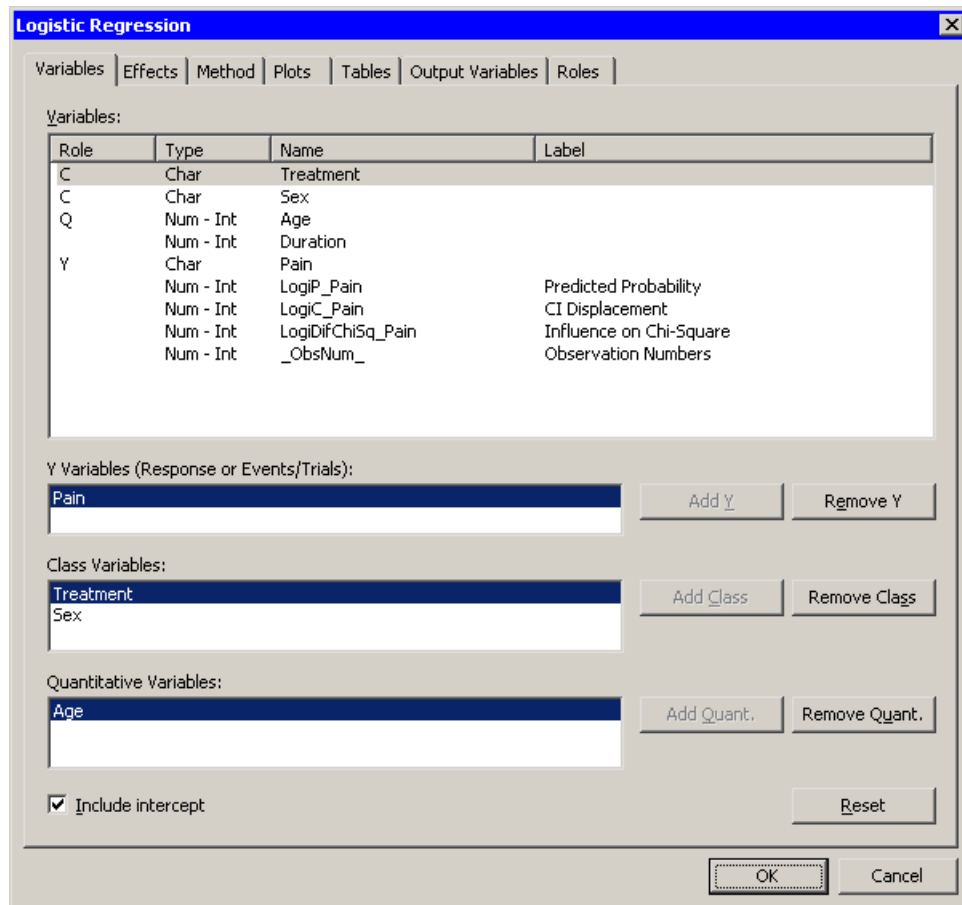 Logistic Regression
Variables Effects Method Plots Tables Output Variables Roles
Variables:
Role Type Name Label
C Char Treatment
C Char Sex
Q Num - Int Age
Num - Int Duration
Y Char Pain
Num - Int LogiP_Pain Predicted Probability
Num - Int LogiC_Pain CI Displacement
Num - Int LogiDifChiSq_Pain Influence on Chi-Square
Num - Int _ObsNum_ Observation Numbers
Y Variables (Response or Events/Trials):
Pain Add Y Remove Y
Class Variables:
Treatment Add Class Remove Class
Sex
Quantitative Variables:
Age Add Quant. Remove Quant.
Include intercept Reset
OK Cancel